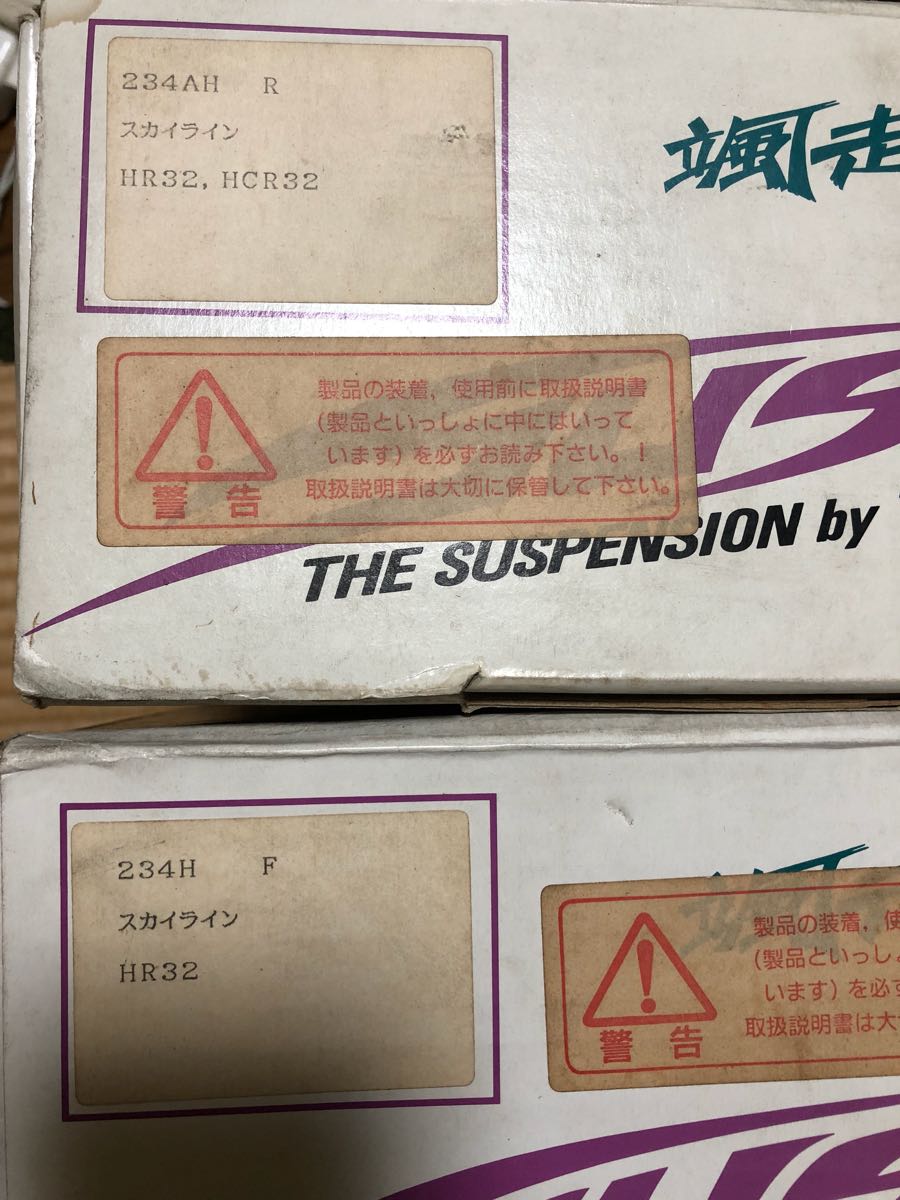 234AH R
スカイライン
HR32, HCR32
颯走
製品の装着，使用前に取扱説明書
(製品といっしょに中にはいって
います) を必ずお読み下さい。!
取扱説明書は大切に保管して下さい。
警告
THE SUSPENSION by
234H F
スカイライン
HR32
製品の装着，使
(製品といっしょ
います) を必ず
取扱説明書は大
警告